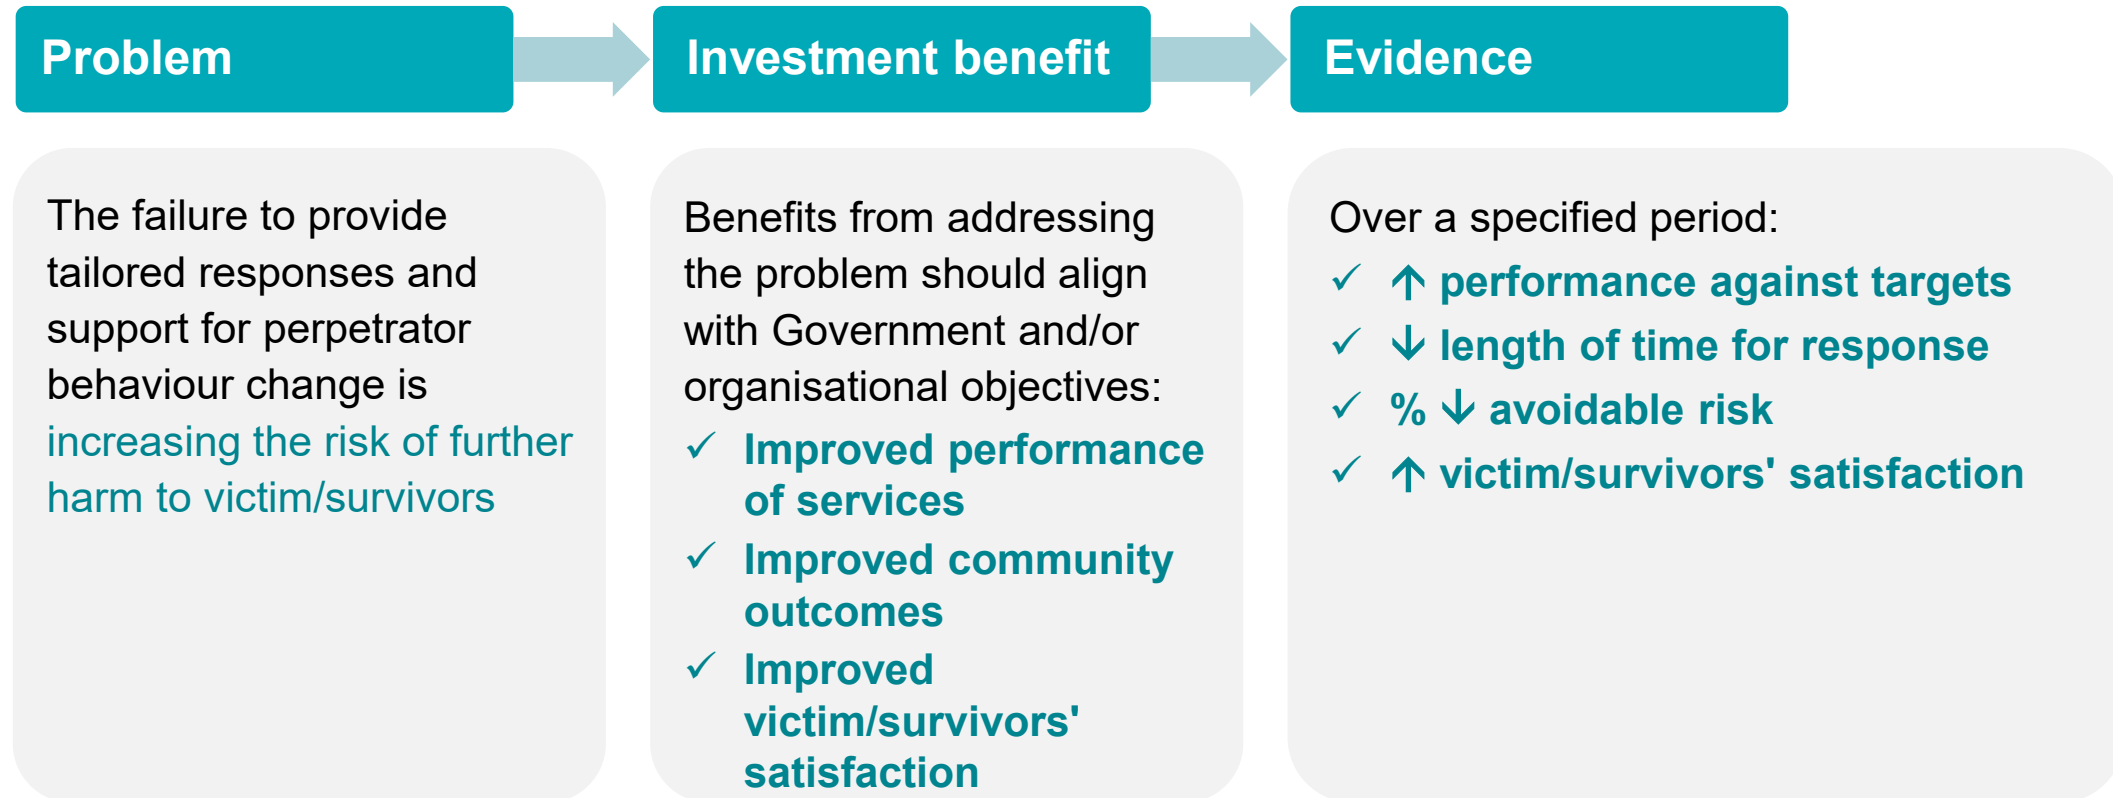 Problem
Investment benefit
Evidence
The failure to provide
tailored responses and
support for perpetrator
behaviour change is
increasing the risk of further
harm to victim/survivors
Benefits from addressing
the problem should align
with Government and/or
organisational objectives:
✓ Improved performance
of services
✓ Improved community
outcomes
✓ Improved
victim/survivors'
satisfaction
Over a specified period:
✓ ↑ performance against targets
✓ ↓ length of time for response
✓ % ↓ avoidable risk
✓ ↑ victim/survivors' satisfaction